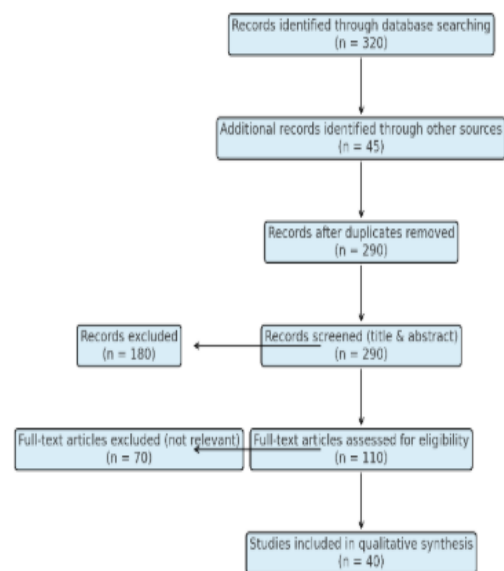 Records identified through database searching
(n = 320)
Additional records identified through other sources
(n = 45)
Records after duplicates removed
(n = 290)
Records excluded
(n = 180)
Records screened (title & abstract)
(n = 290)
Full-text articles excluded (not relevant)
(n = 70)
Full-text articles assessed for eligibility
(n = 110)
Studies included in qualitative synthesis
(n = 40)